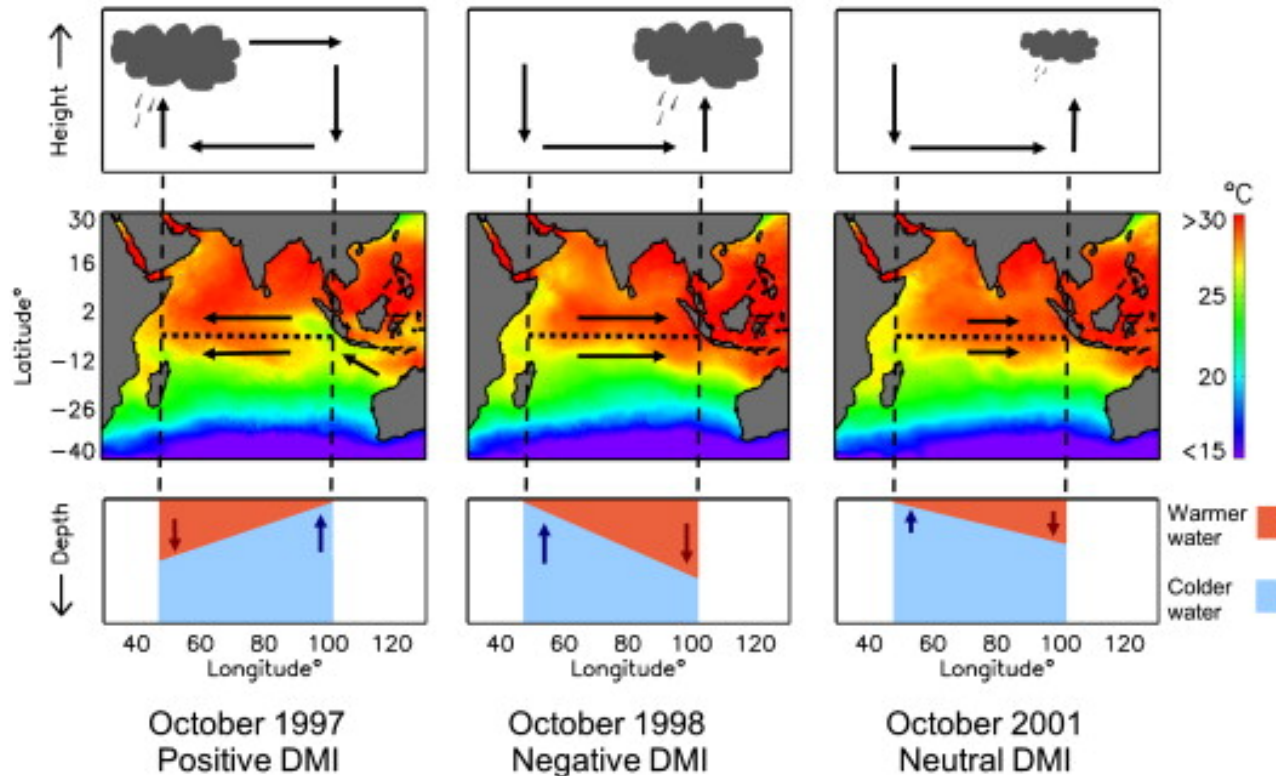 Height
°C
Latitude°
30
16
2
−12
−26
−40
>30
25
20
<15
Depth
Warmer
water
Colder
water
40 60 80 100 120
Longitude°
40 60 80 100 120
Longitude°
40 60 80 100 120
Longitude°
October 1997
Positive DMI
October 1998
Negative DMI
October 2001
Neutral DMI